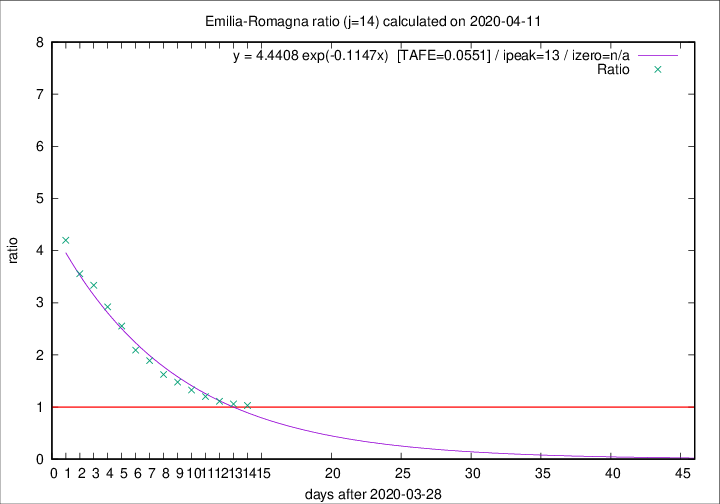 Emilia-Romagna ratio (j=14) calculated on 2020-04-11
y = 4.4408 exp(-0.1147x)  [TAFE=0.0551] / ipeak=13 / izero=n/a
Ratio
8
7
6
5
4
3
2
1
0
ratio
0 1 2 3 4 5 6 7 8 9 10 11 12 13 14 15 20 25 30 35 40 45
days after 2020-03-28